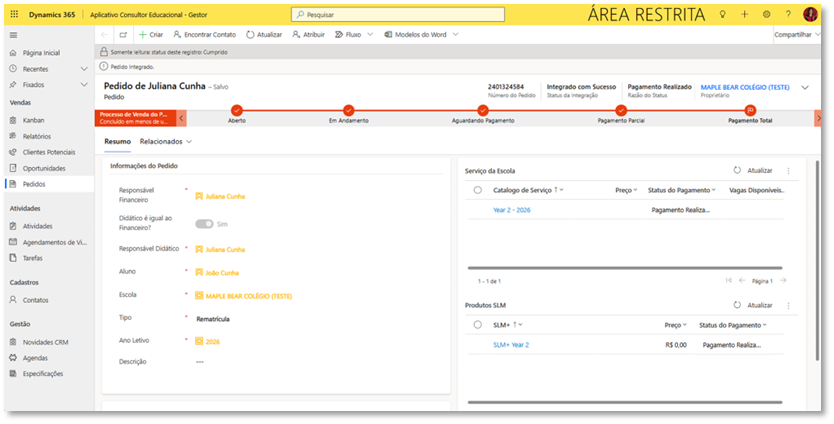 Dynamics 365 Aplicativo Consultor Educacional - Gestor Pesquisar ÁREA RESTRITA
Criar Encontrar Contato Atualizar Atribuir Fluxo Modelos do Word Compartilhar
Somente leitura: status deste registro: Cumprido
Pedido Integrado.
Página Inicial
Recentes
Fixados
Vendas
Kanban
Relatórios
Clientes Potenciais
Oportunidades
Pedidos
Atividades
Atividades
Agendamentos de Vi...
Tarefas
Cadastros
Contatos
Gestão
Novidades CRM
Agendas
Especificações
Pedido de Juliana Cunha - Salvo
Pedido
2401324584
Número do Pedido
Integrado com Sucesso
Status da Integração
Pagamento Realizado
Razão do Status
MAPLE BEAR COLÉGIO (TESTE)
Proprietário
Processo de Venda do P...
Concluído em menos de u...
Aberto
Em Andamento
Aguardando Pagamento
Pagamento Parcial
Pagamento Total
Resumo Relacionados
Informações do Pedido
Responsável Financeiro * Juliana Cunha
Didático é igual ao Financeiro? Sim
Responsável Didático * Juliana Cunha
Aluno * João Cunha
Escola * MAPLE BEAR COLÉGIO (TESTE)
Tipo * Rematrícula
Ano Letivo * 2026
Descrição ---
Serviço da Escola Atualizar
Catalogo de Serviço Preço Status do Pagamento Vagas Disponíveis..
Year 2 - 2026 Pagamento Realiza...
1 - 1 de 1 Página 1
Produtos SLM Atualizar
SLM+ Preço Status do Pagamento
SLM+ Year 2 R$ 0,00 Pagamento Realiza...